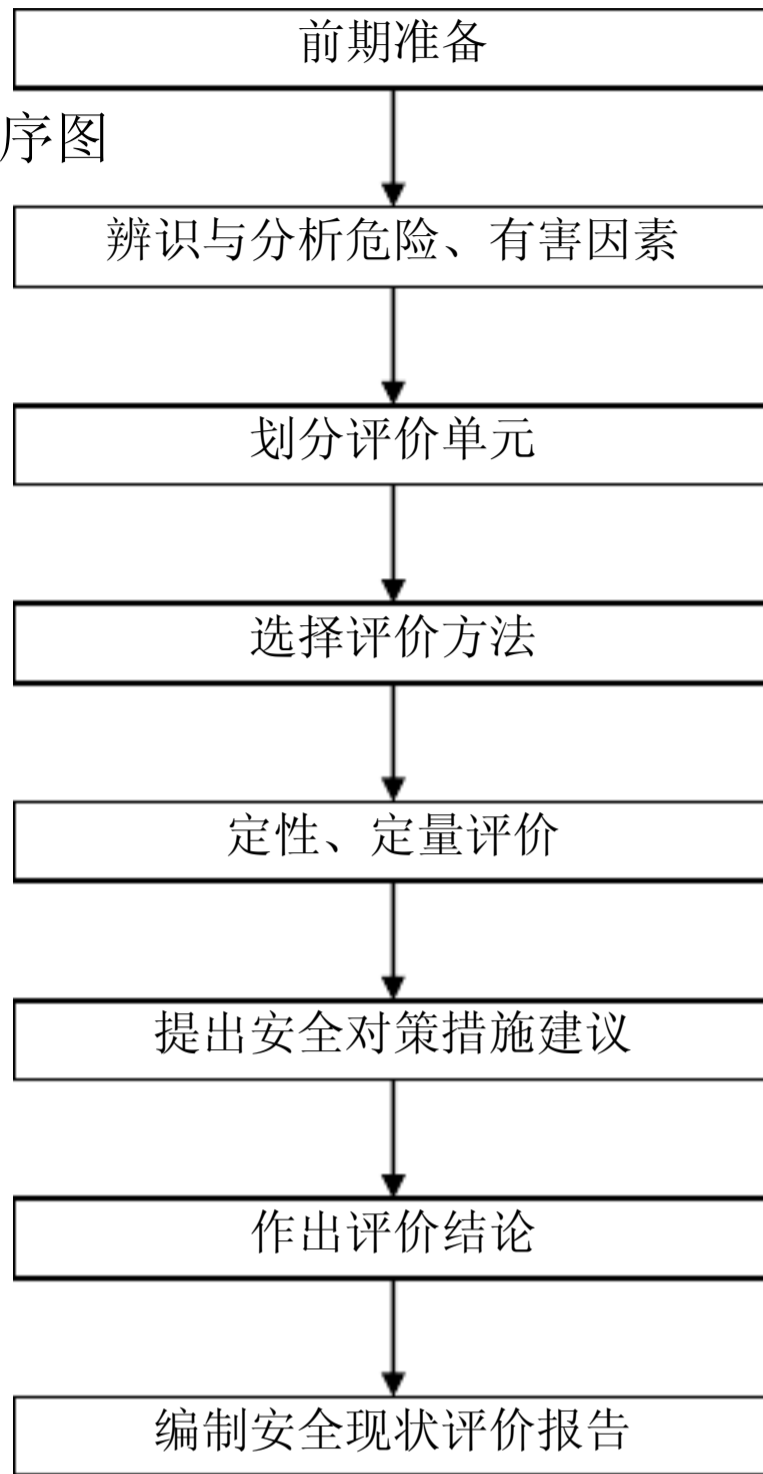 前期准备
序图
辨识与分析危险、有害因素
划分评价单元
选择评价方法
定性、定量评价
提出安全对策措施建议
作出评价结论
编制安全现状评价报告